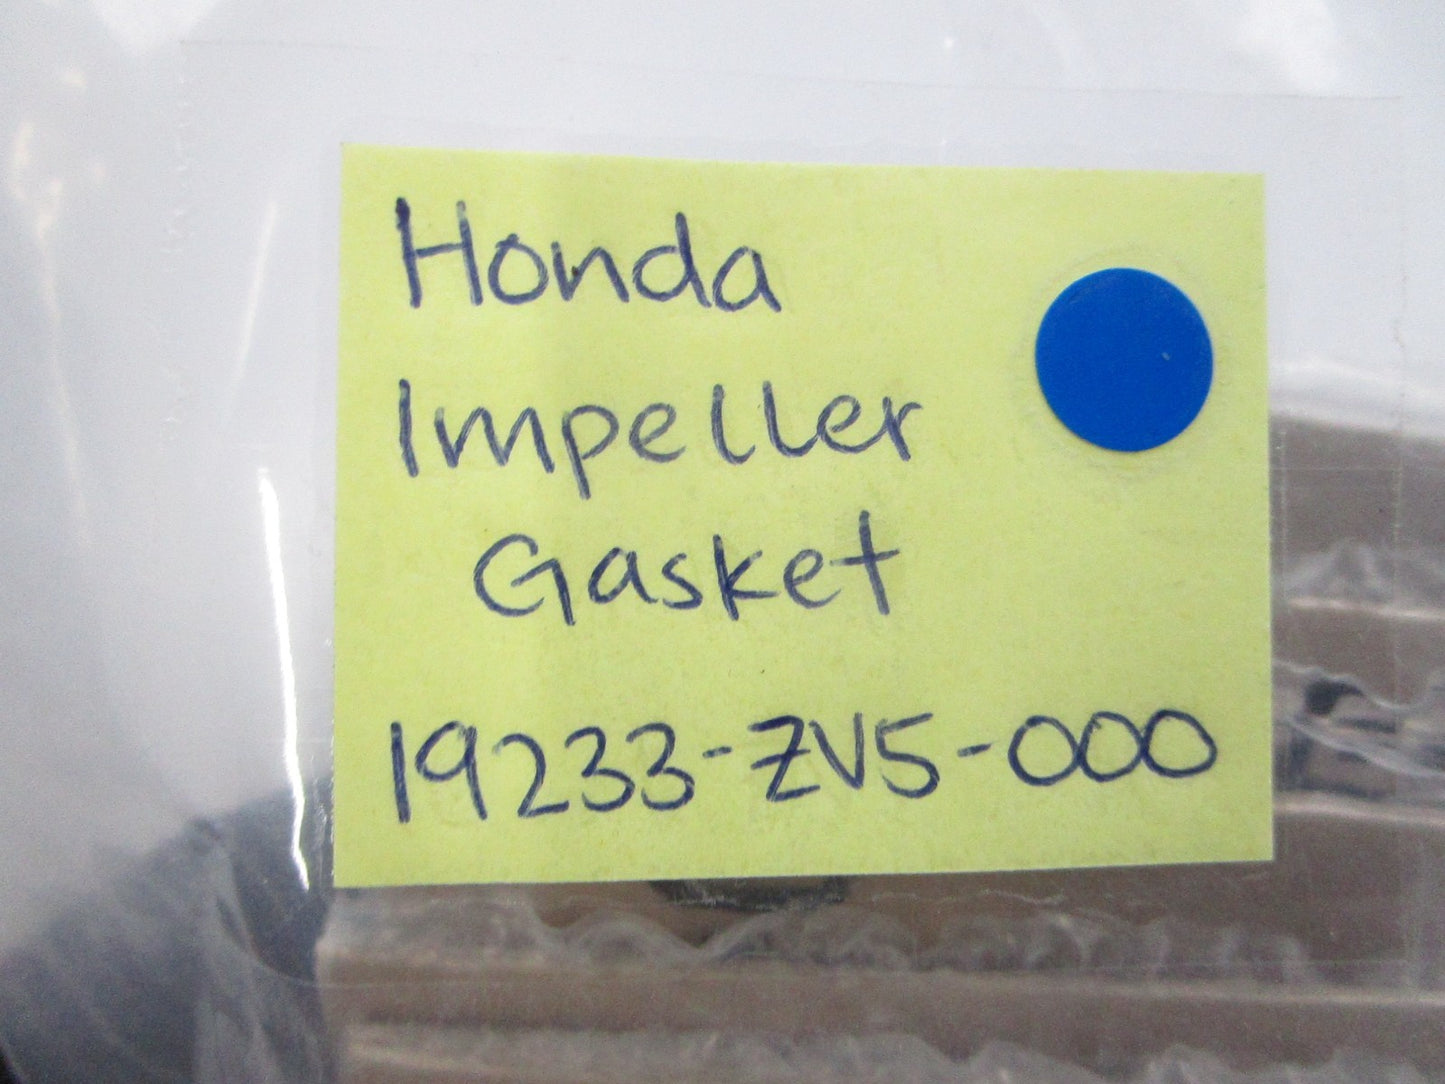 Honda
Impeller
Gasket
19233-ZV5-000